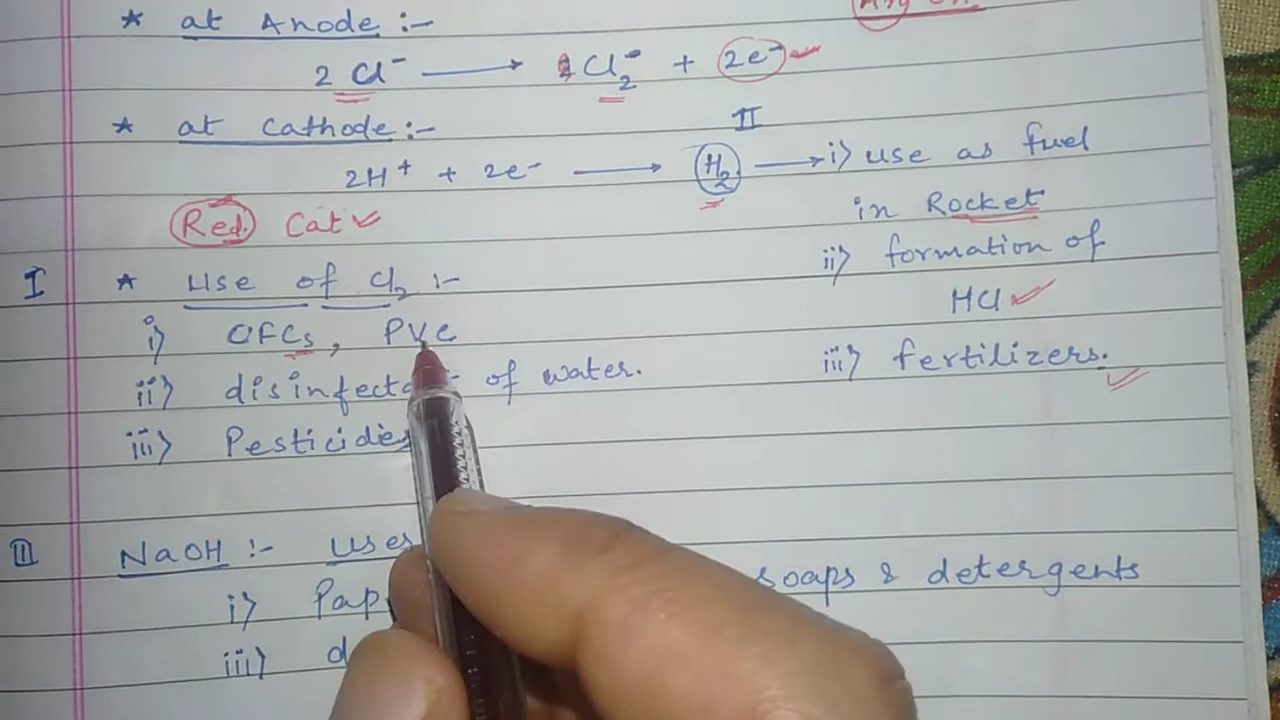 * at Anode :-
2 Cl⁻ → Cl₂ + 2e⁻
* at Cathode :-
2H⁺ + 2e⁻ → H₂ → i) use as fuel
II
in Rocket
Red. Cat
ii) formation of
HCl
I * Use of Cl₂ :-
i) CFCs, PVC
iii) fertilizers.
ii) of water.
iii) Pesticides
II NaOH :- Uses
i) soaps & detergents
iii)